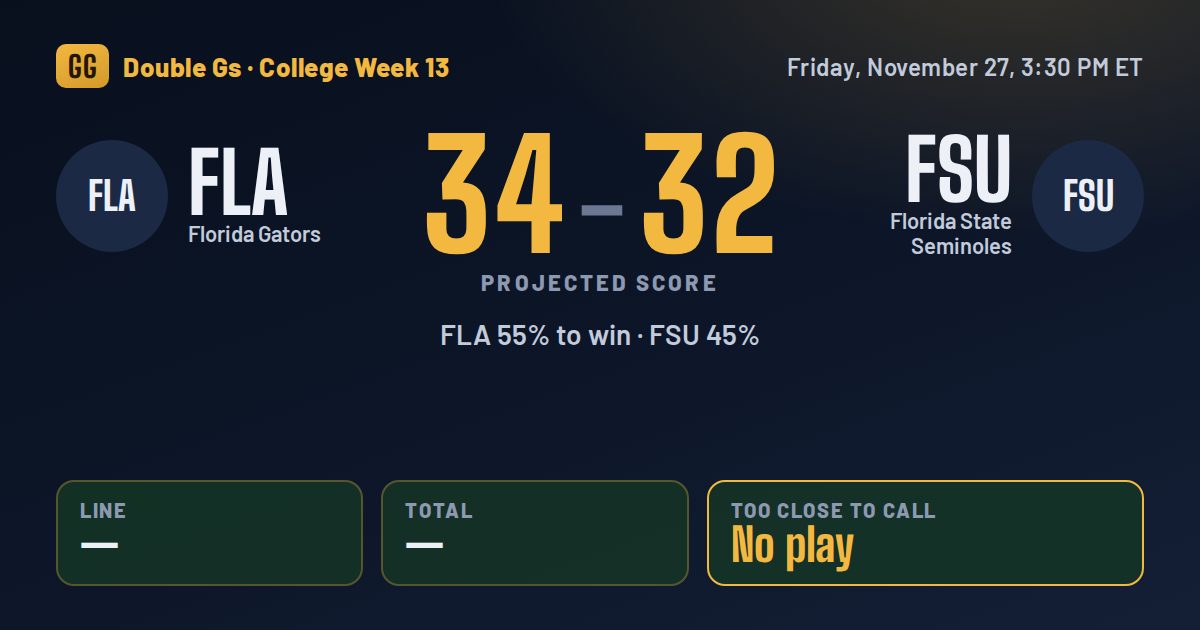 GG
Double Gs · College Week 13
Friday, November 27, 3:30 PM ET
FLA
FLA
Florida Gators
34 – 32
PROJECTED SCORE
FLA 55% to win · FSU 45%
FSU
Florida State
Seminoles
FSU
LINE
—
TOTAL
—
TOO CLOSE TO CALL
No play